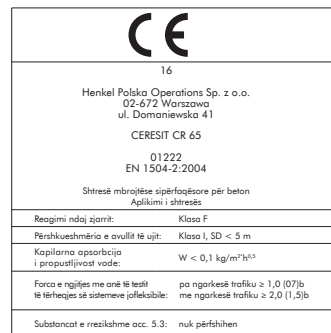 CE
16
Henkel Polska Operations Sp. z o.o.
02-672 Warszawa
ul. Domaniewska 41
CERESIT CR 65
01222
EN 1504-2:2004
Shtresë mbrojtëse sipërfaqësore për beton
Aplikimi i shtresës
Reagimi ndaj zjarrit: Klasa F
Përshkueshmëria e avullit të ujit: Klasa I, SD < 5 m
Kapilarna apsorbcija
i propustljivost vode: W < 0,1 kg/m²*h⁰·⁵
Forca e ngjitjes me anë të testit pa ngarkesë trafiku ≥ 1,0 (07)b
të tërheqjes së sistemeve jofleksibile: me ngarkesë trafiku ≥ 2,0 (1,5)b
Substancat e rrezikshme acc. 5.3: nuk përfshihen